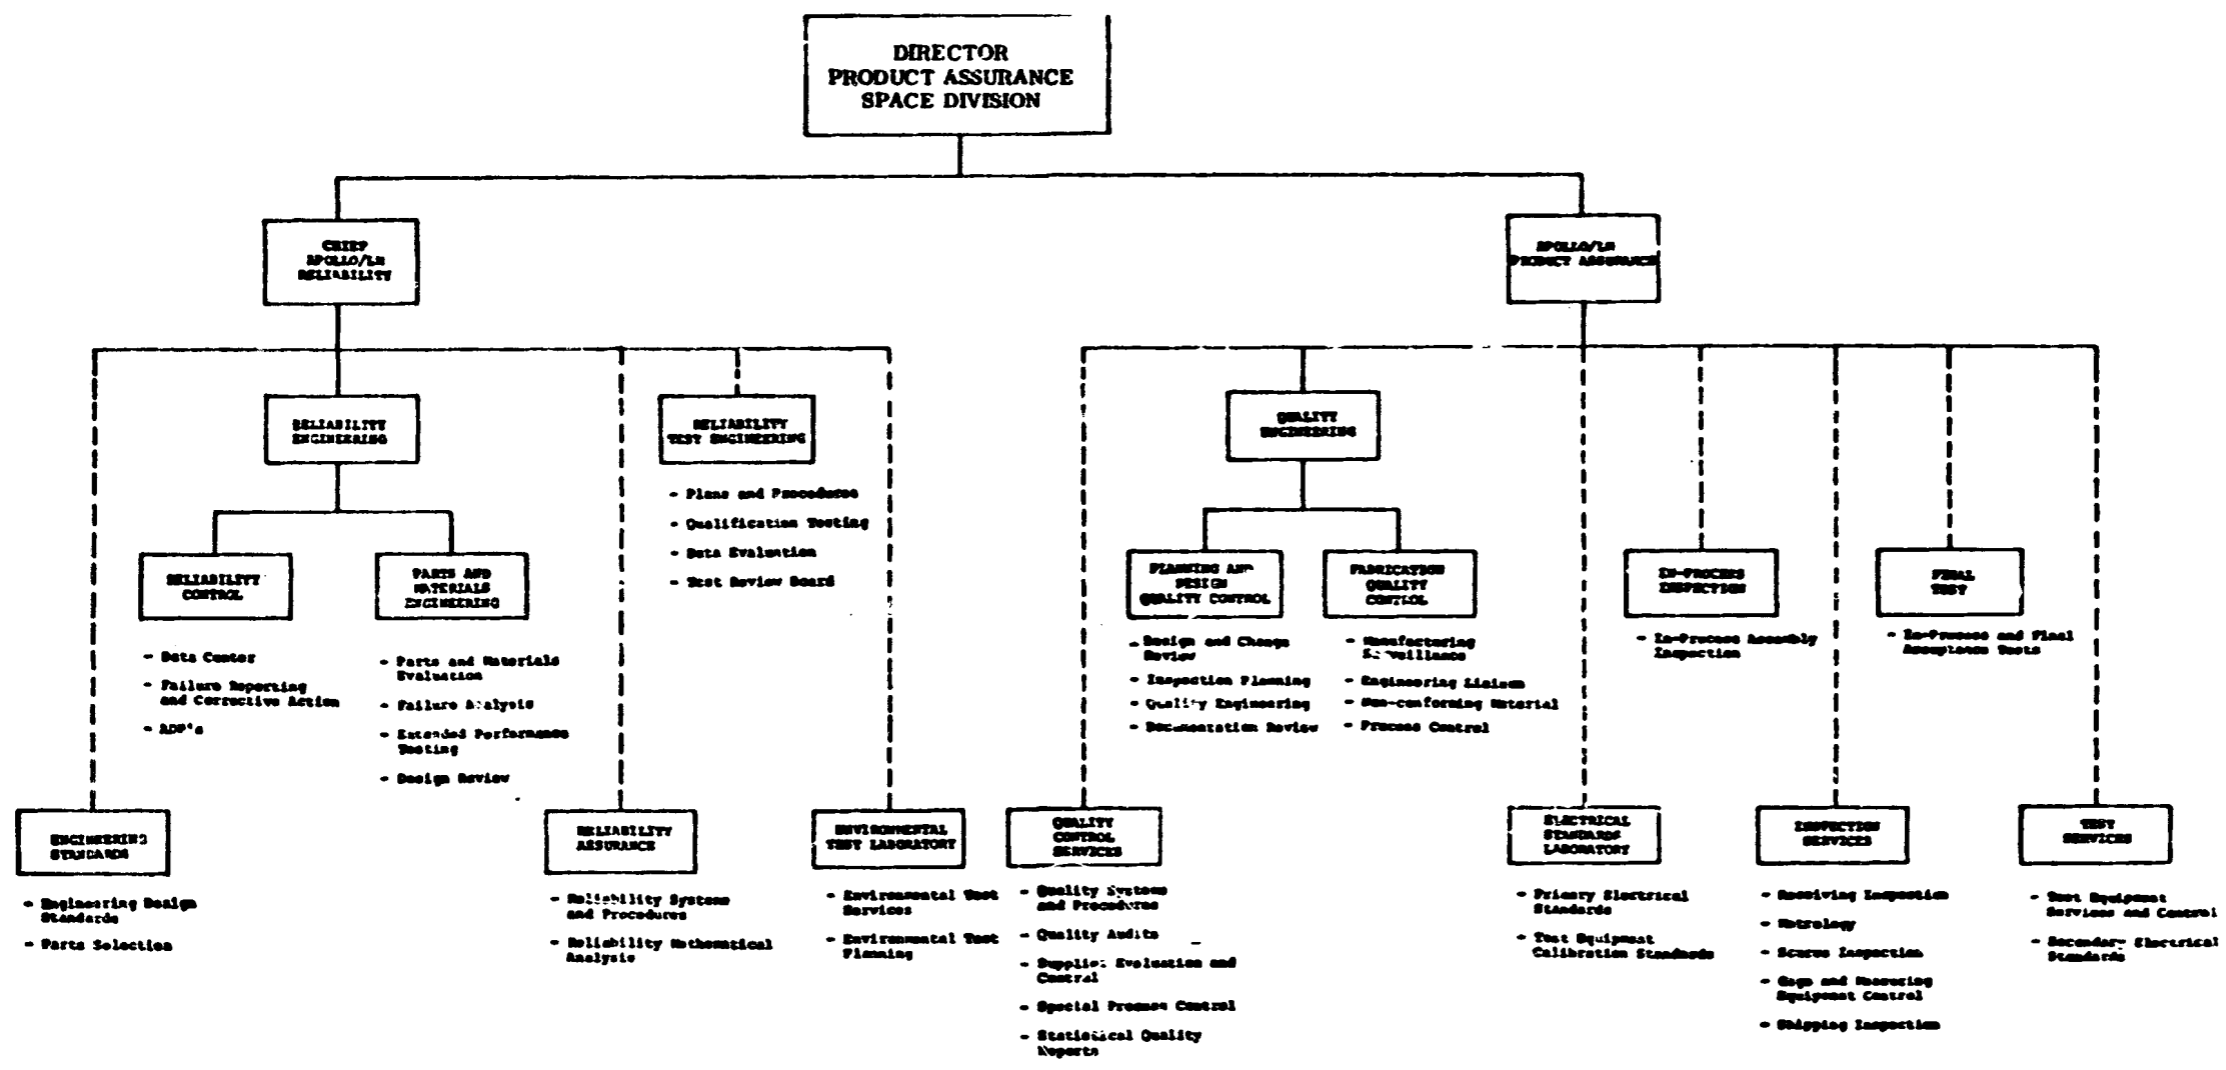 DIRECTOR
PRODUCT ASSURANCE
SPACE DIVISION
CHIEF
APOLLO/LM
RELIABILITY
APOLLO/LM
PRODUCT ASSURANCE
RELIABILITY
ENGINEERING
RELIABILITY
TEST ENGINEERING
- Plans and Procedures
- Qualification Testing
- Data Evaluation
- Test Review Board
QUALITY
ENGINEERING
RELIABILITY
CONTROL
- Data Center
- Failure Reporting
and Corrective Action
- ADP's
PARTS AND
MATERIALS
ENGINEERING
- Parts and Materials
Evaluation
- Failure Analysis
- Extended Performance
Testing
- Design Review
PLANNING AND
DESIGN
QUALITY CONTROL
- Design and Change
Review
- Inspection Planning
- Quality Engineering
- Documentation Review
FABRICATION
QUALITY
CONTROL
- Manufacturing
Surveillance
- Engineering Liaison
- Non-conforming Material
- Process Control
IN-PROCESS
INSPECTION
- In-Process Assembly
Inspection
FINAL
TEST
- In-Process and Final
Acceptance Tests
ENGINEERING
STANDARDS
- Engineering Design
Standards
- Parts Selection
RELIABILITY
ASSURANCE
- Reliability Systems
and Procedures
- Reliability Mathematical
Analysis
ENVIRONMENTAL
TEST LABORATORY
- Environmental Test
Services
- Environmental Test
Planning
QUALITY
CONTROL
SERVICES
- Quality Systems
and Procedures
- Quality Audits
- Supplier Evaluation and
Control
- Special Process Control
- Statistical Quality
Reports
ELECTRICAL
STANDARDS
LABORATORY
- Primary Electrical
Standards
- Test Equipment
Calibration Standards
INSPECTION
SERVICES
- Receiving Inspection
- Metrology
- Source Inspection
- Gage and Measuring
Equipment Control
- Shipping Inspection
TEST
SERVICES
- Test Equipment
Services and Control
- Secondary Electrical
Standards